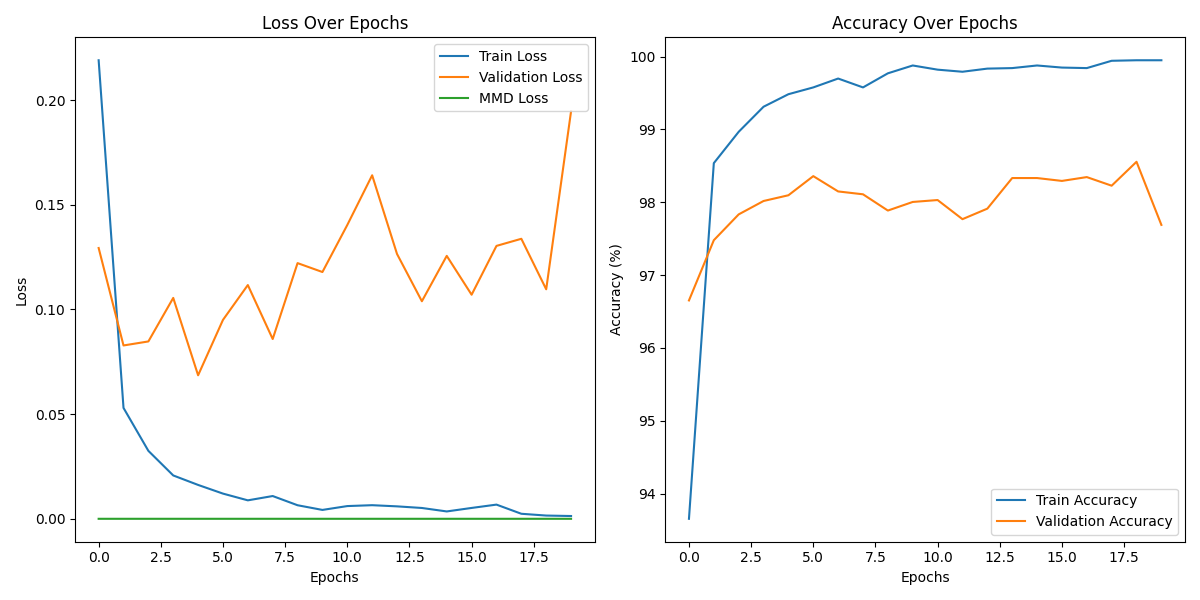 Loss Over Epochs
Train Loss
Validation Loss
MMD Loss
0.20
0.15
0.10
0.05
0.00
Loss
0.0 2.5 5.0 7.5 10.0 12.5 15.0 17.5
Epochs
Accuracy Over Epochs
100
99
98
97
96
95
94
Accuracy (%)
Train Accuracy
Validation Accuracy
0.0 2.5 5.0 7.5 10.0 12.5 15.0 17.5
Epochs